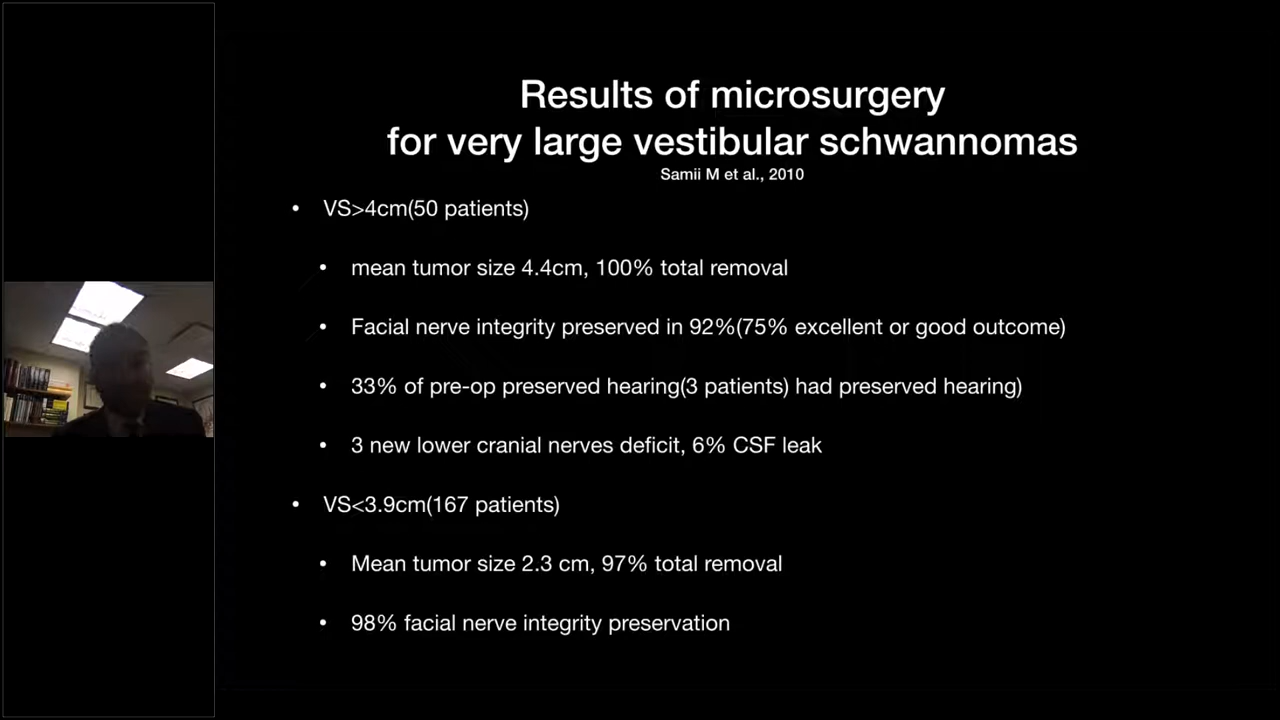 Results of microsurgery
for very large vestibular schwannomas
Samii M et al., 2010
• VS>4cm(50 patients)
• mean tumor size 4.4cm, 100% total removal
• Facial nerve integrity preserved in 92%(75% excellent or good outcome)
• 33% of pre-op preserved hearing(3 patients) had preserved hearing)
• 3 new lower cranial nerves deficit, 6% CSF leak
• VS<3.9cm(167 patients)
• Mean tumor size 2.3 cm, 97% total removal
• 98% facial nerve integrity preservation